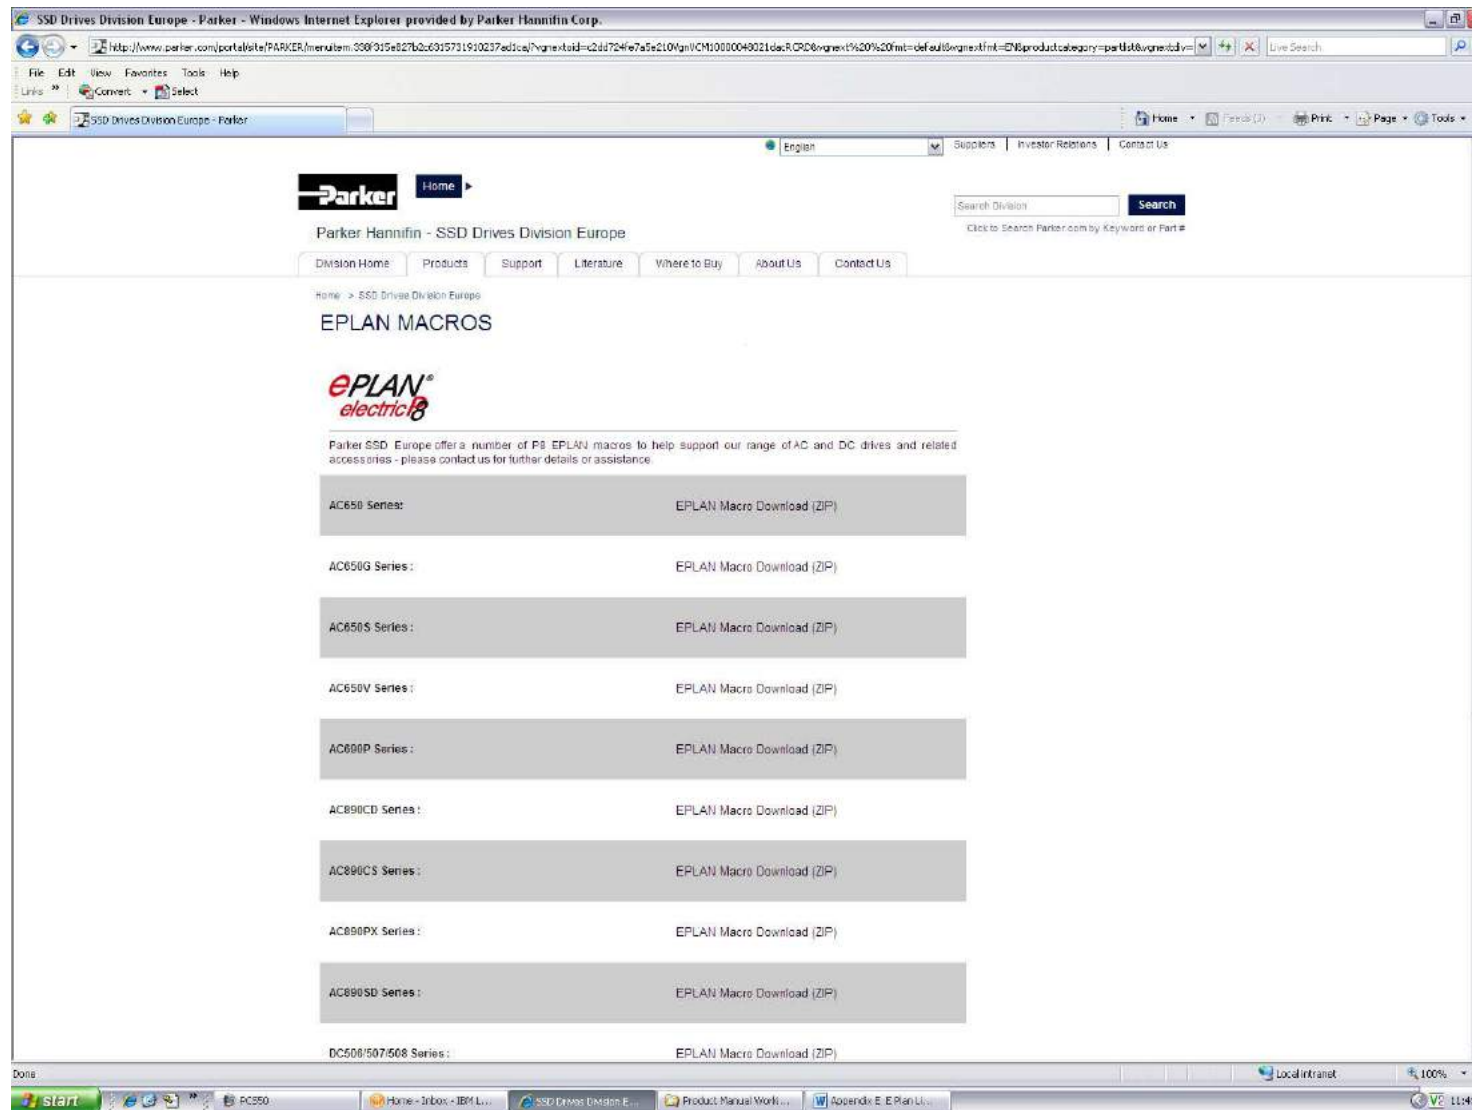 SSD Drives Division Europe - Parker - Windows Internet Explorer provided by Parker Hannifin Corp.
Live Search
File Edit View Favorites Tools Help
Links » Convert Select
SSD Drives Division Europe - Parker
Home Feeds Print Page Tools
English
Suppliers | Investor Relations | Contact Us
Parker
Home
Search Division
Search
Click to Search Parker.com by Keyword or Part #
Parker Hannifin - SSD Drives Division Europe
Division Home Products Support Literature Where to Buy About Us Contact Us
Home > SSD Drives Division Europe
EPLAN MACROS
ePLAN®
electric P8
Parker SSD Europe offer a number of P8 EPLAN macros to help support our range of AC and DC drives and related
accessories - please contact us for further details or assistance
AC650 Series: EPLAN Macro Download (ZIP)
AC650G Series : EPLAN Macro Download (ZIP)
AC650S Series : EPLAN Macro Download (ZIP)
AC650V Series : EPLAN Macro Download (ZIP)
AC690P Series : EPLAN Macro Download (ZIP)
AC890CD Series : EPLAN Macro Download (ZIP)
AC890CS Series : EPLAN Macro Download (ZIP)
AC890PX Series : EPLAN Macro Download (ZIP)
AC890SD Series : EPLAN Macro Download (ZIP)
DC506/507/508 Series : EPLAN Macro Download (ZIP)
Done
Local intranet
100%
start
PCS50
Home - Inbox - IBM L...
SSD Drives Division E...
Product Manual Work...
Appendix E E Plan Li...
11:4